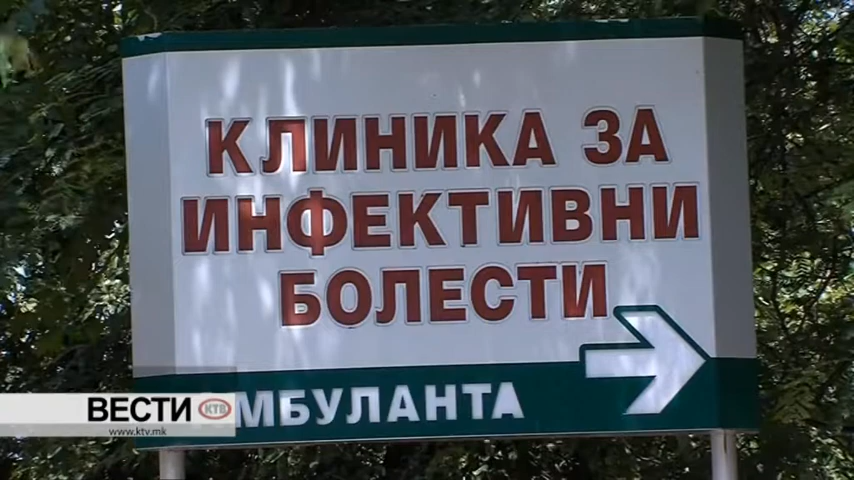 КЛИНИКА ЗА
ИНФЕКТИВНИ
БОЛЕСТИ
МБУЛАНТА
ВЕСТИ КТВ
www.ktv.mk